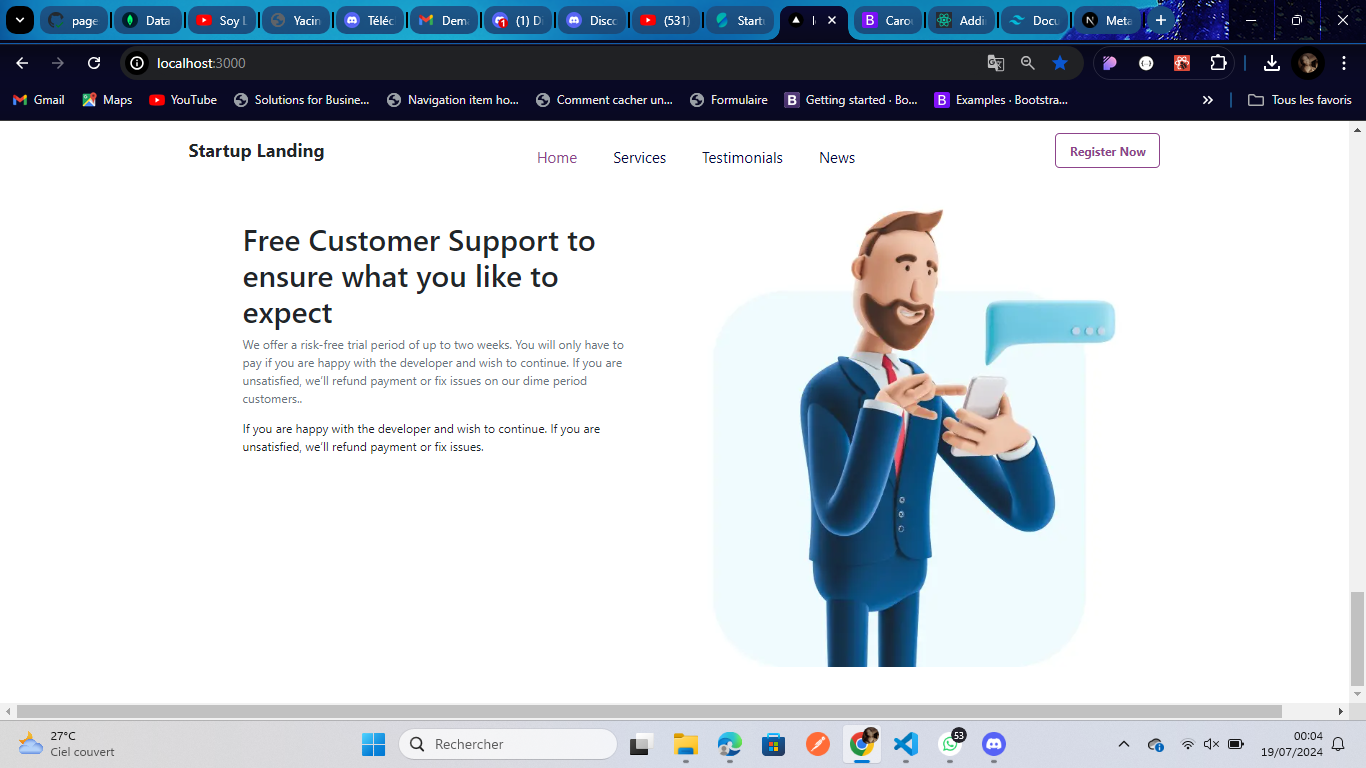 page
Data
Soy L
Yacin
Téléc
Dema
(1) Di
Disco
(531)
Startu
Carou
Addi
Docu
Meta
localhost:3000
Gmail
Maps
YouTube
Solutions for Busine...
Navigation item ho...
Comment cacher un...
Formulaire
Getting started · Bo...
Examples · Bootstra...
Tous les favoris
Startup Landing
Home
Services
Testimonials
News
Register Now
Free Customer Support to
ensure what you like to
expect
We offer a risk-free trial period of up to two weeks. You will only have to
pay if you are happy with the developer and wish to continue. If you are
unsatisfied, we'll refund payment or fix issues on our dime period
customers..
If you are happy with the developer and wish to continue. If you are
unsatisfied, we'll refund payment or fix issues.
27°C
Ciel couvert
Rechercher
53
00:04
19/07/2024